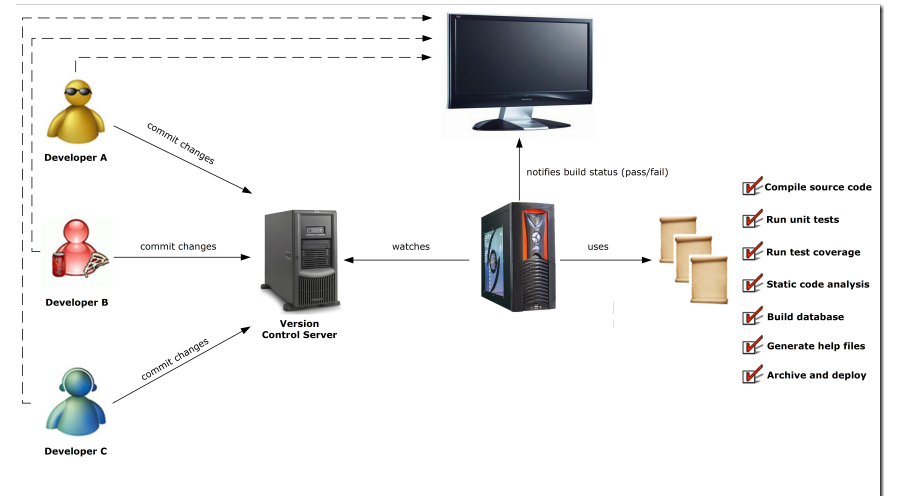 Developer A
commit changes
notifies build status (pass/fail)
Compile source code
Run unit tests
Developer B
commit changes
watches
uses
Run test coverage
Static code analysis
Version
Control Server
Build database
Generate help files
Archive and deploy
commit changes
Developer C